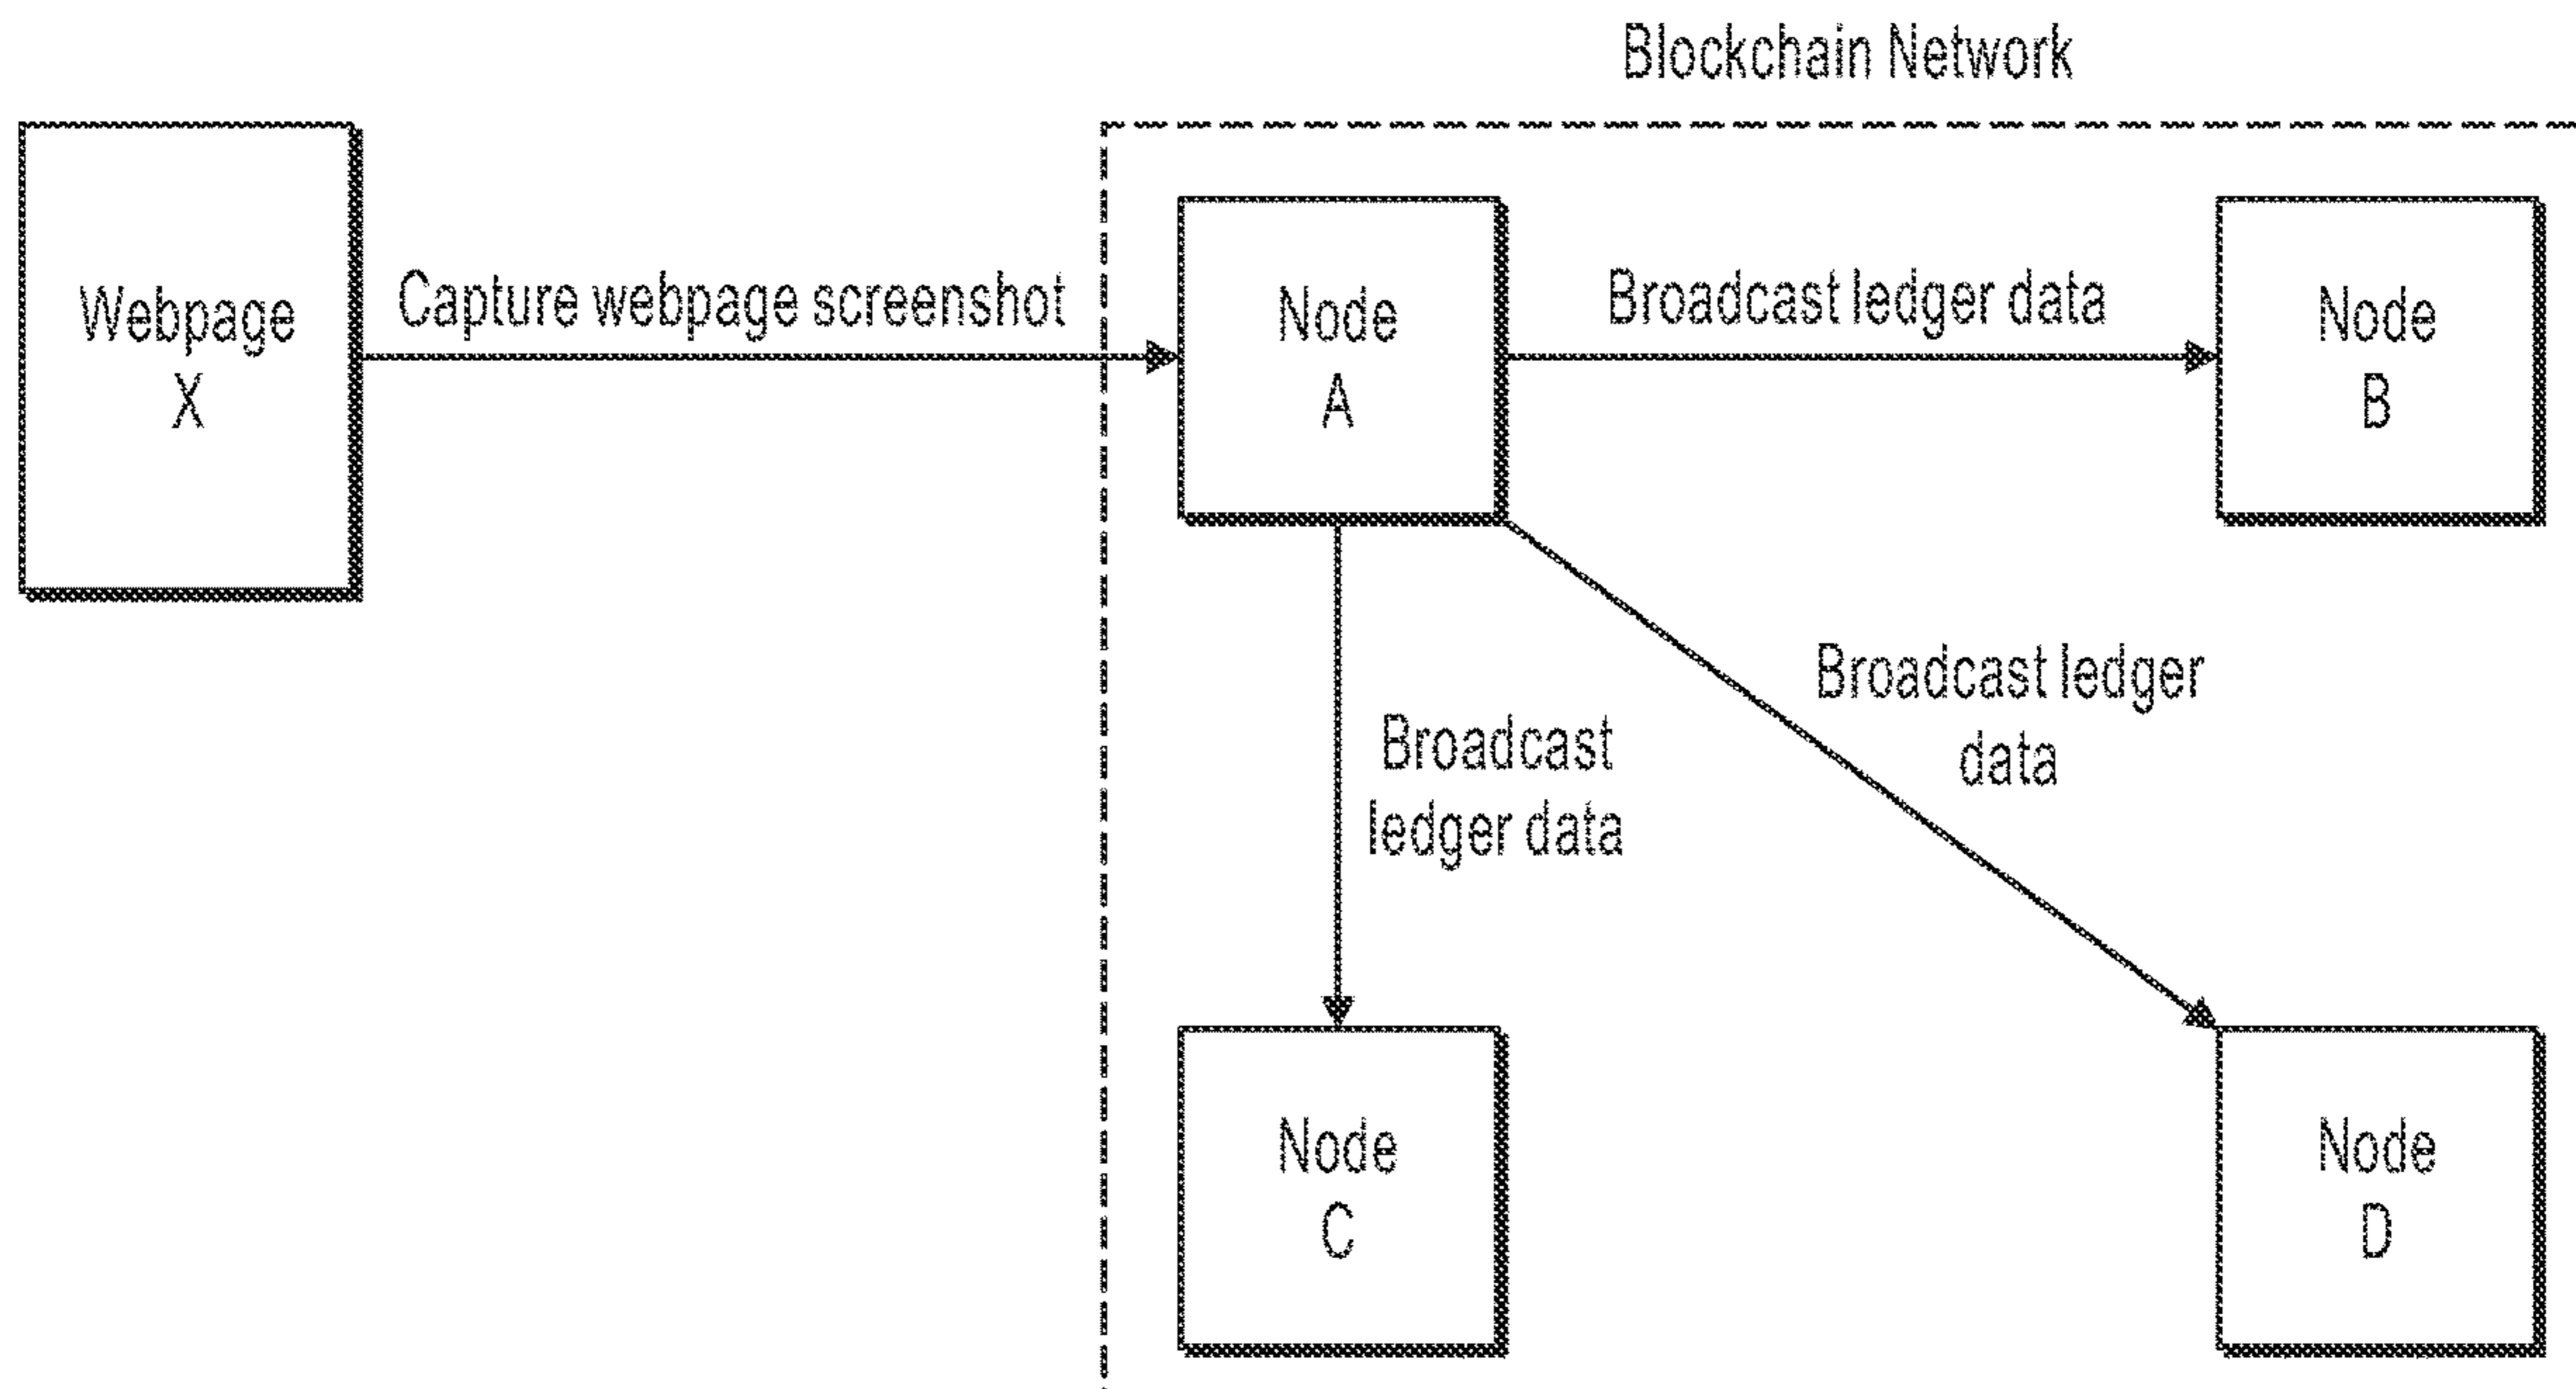 Blockchain Network
Webpage
X
Capture webpage screenshot
Node
A
Broadcast ledger data
Node
B
Broadcast
ledger data
Broadcast ledger
data
Node
C
Node
D